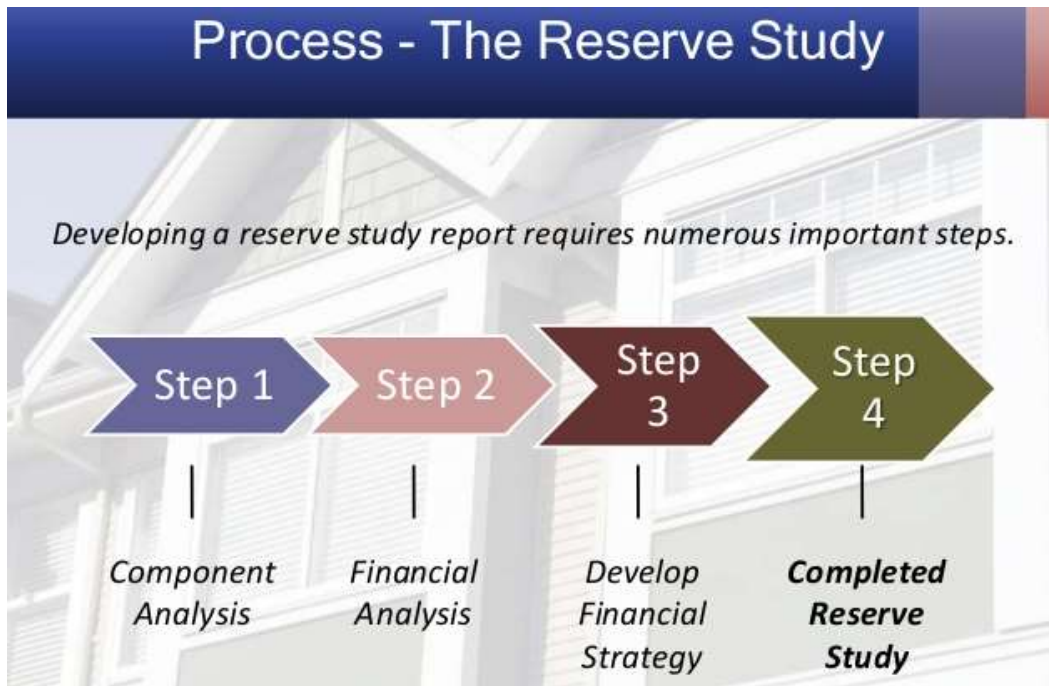 Process - The Reserve Study
Developing a reserve study report requires numerous important steps.
Step 1
Step 2
Step
3
Step
4
Component
Analysis
Financial
Analysis
Develop
Financial
Strategy
Completed
Reserve
Study